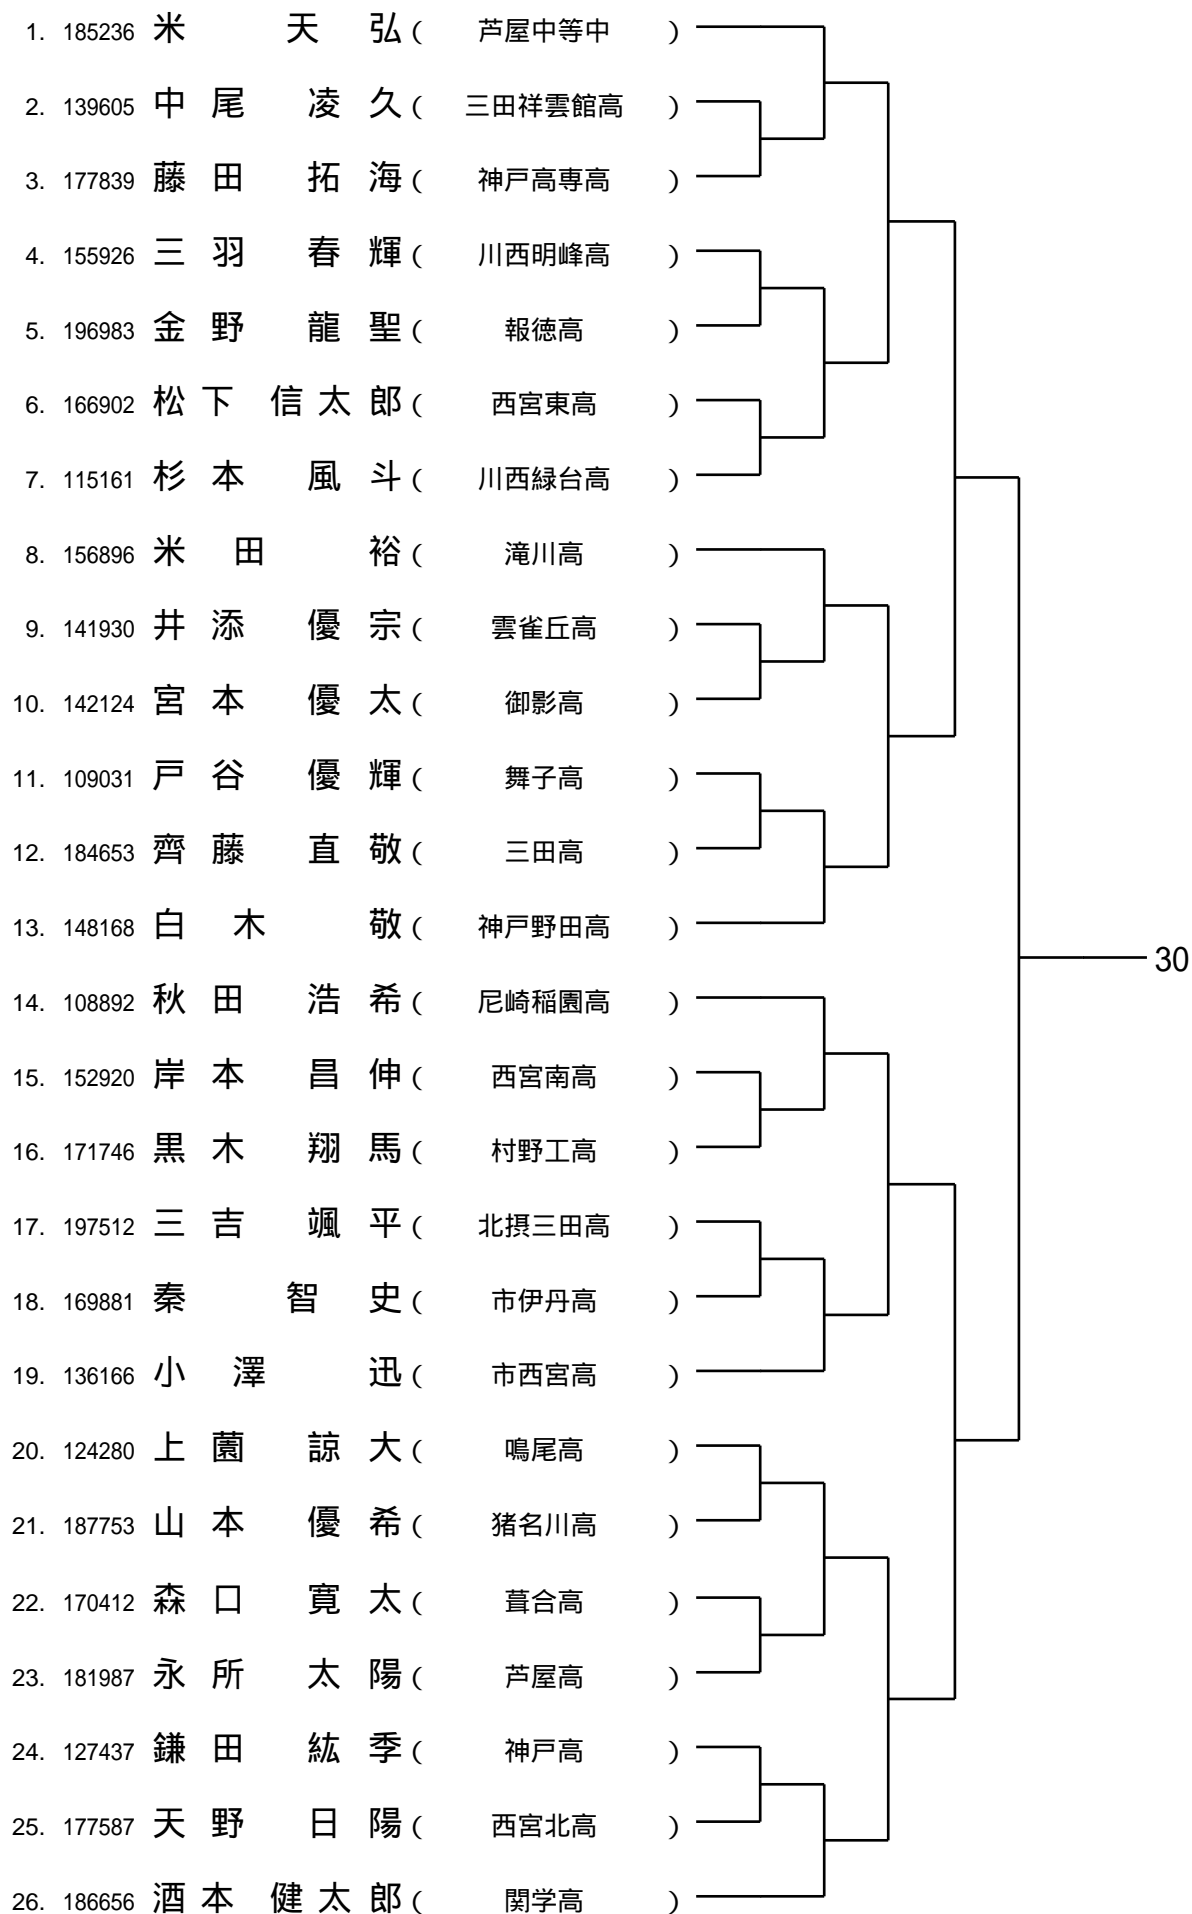 1. 185236 米 天 弘 ( 芦屋中等中 )
2. 139605 中 尾 凌 久 ( 三田祥雲館高 )
3. 177839 藤 田 拓 海 ( 神戸高専高 )
4. 155926 三 羽 春 輝 ( 川西明峰高 )
5. 196983 金 野 龍 聖 ( 報徳高 )
6. 166902 松 下 信 太 郎 ( 西宮東高 )
7. 115161 杉 本 風 斗 ( 川西緑台高 )
8. 156896 米 田 裕 ( 滝川高 )
9. 141930 井 添 優 宗 ( 雲雀丘高 )
10. 142124 宮 本 優 太 ( 御影高 )
11. 109031 戸 谷 優 輝 ( 舞子高 )
12. 184653 齊 藤 直 敬 ( 三田高 )
13. 148168 白 木 敬 ( 神戸野田高 )
30
14. 108892 秋 田 浩 希 ( 尼崎稲園高 )
15. 152920 岸 本 昌 伸 ( 西宮南高 )
16. 171746 黒 木 翔 馬 ( 村野工高 )
17. 197512 三 吉 颯 平 ( 北摂三田高 )
18. 169881 秦 智 史 ( 市伊丹高 )
19. 136166 小 澤 迅 ( 市西宮高 )
20. 124280 上 薗 諒 大 ( 鳴尾高 )
21. 187753 山 本 優 希 ( 猪名川高 )
22. 170412 森 口 寛 太 ( 葺合高 )
23. 181987 永 所 太 陽 ( 芦屋高 )
24. 127437 鎌 田 紘 季 ( 神戸高 )
25. 177587 天 野 日 陽 ( 西宮北高 )
26. 186656 酒 本 健 太 郎 ( 関学高 )